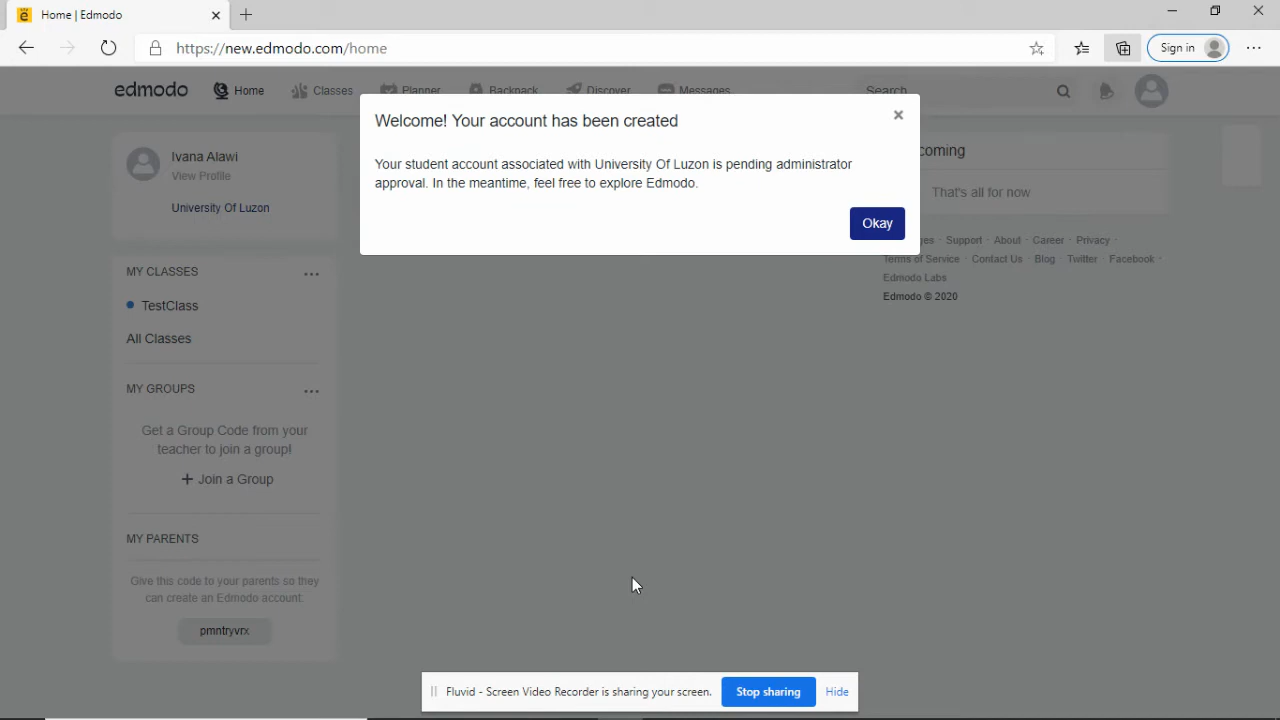 Home | Edmodo
https://new.edmodo.com/home
Sign in
edmodo
Home
Classes
Planner
Backpack
Discover
Messages
Search
Welcome! Your account has been created
Your student account associated with University Of Luzon is pending administrator
approval. In the meantime, feel free to explore Edmodo.
Okay
Ivana Alawi
View Profile
University Of Luzon
MY CLASSES
TestClass
All Classes
MY GROUPS
Get a Group Code from your
teacher to join a group!
+ Join a Group
MY PARENTS
Give this code to your parents so they
can create an Edmodo account.
pmntryvrx
That's all for now
· Support · About · Career · Privacy ·
Terms of Service · Contact Us · Blog · Twitter · Facebook ·
Edmodo Labs
Edmodo © 2020
Fluvid - Screen Video Recorder is sharing your screen.
Stop sharing
Hide